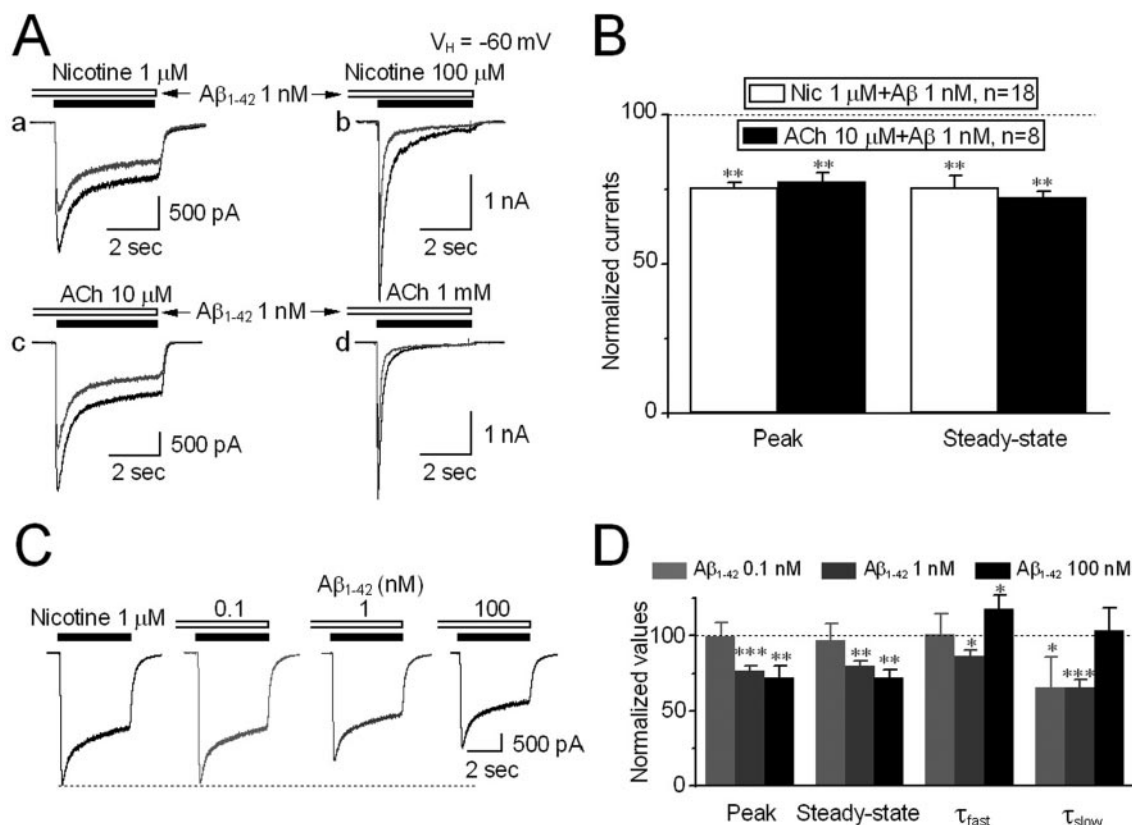 A
V_H = -60 mV
Nicotine 1 μM
Aβ₁₋₄₂ 1 nM
Nicotine 100 μM
a
b
500 pA
2 sec
1 nA
2 sec
ACh 10 μM
Aβ₁₋₄₂ 1 nM
ACh 1 mM
c
d
500 pA
2 sec
1 nA
2 sec
B
Nic 1 μM+Aβ 1 nM, n=18
ACh 10 μM+Aβ 1 nM, n=8
Normalized currents
100
50
0
** ** ** **
Peak Steady-state
C
Aβ₁₋₄₂ (nM)
Nicotine 1 μM
0.1 1 100
500 pA
2 sec
D
Aβ₁₋₄₂ 0.1 nM Aβ₁₋₄₂ 1 nM Aβ₁₋₄₂ 100 nM
Normalized values
100
50
0
*** ** ** ** * * * ***
Peak Steady-state τ_fast τ_slow